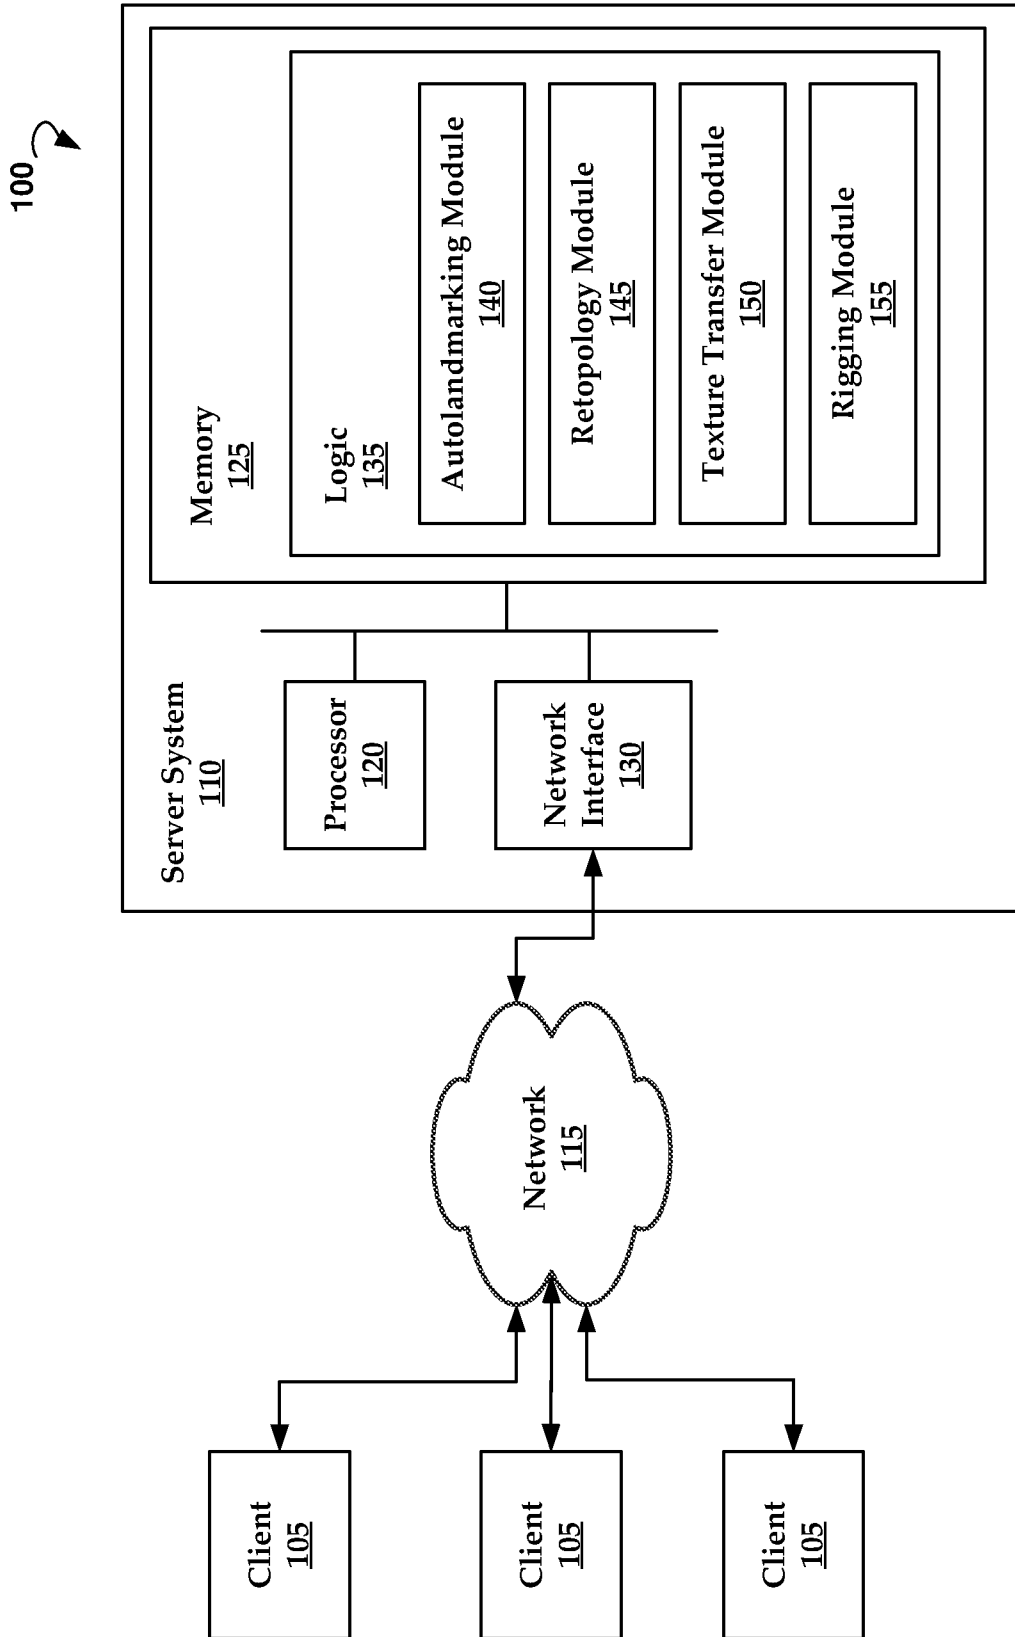 100
Server System
110
Memory
125
Logic
135
Autolandmarking Module
140
Retopology Module
145
Texture Transfer Module
150
Rigging Module
155
Processor
120
Network
Interface
130
Network
115
Client
105
Client
105
Client
105